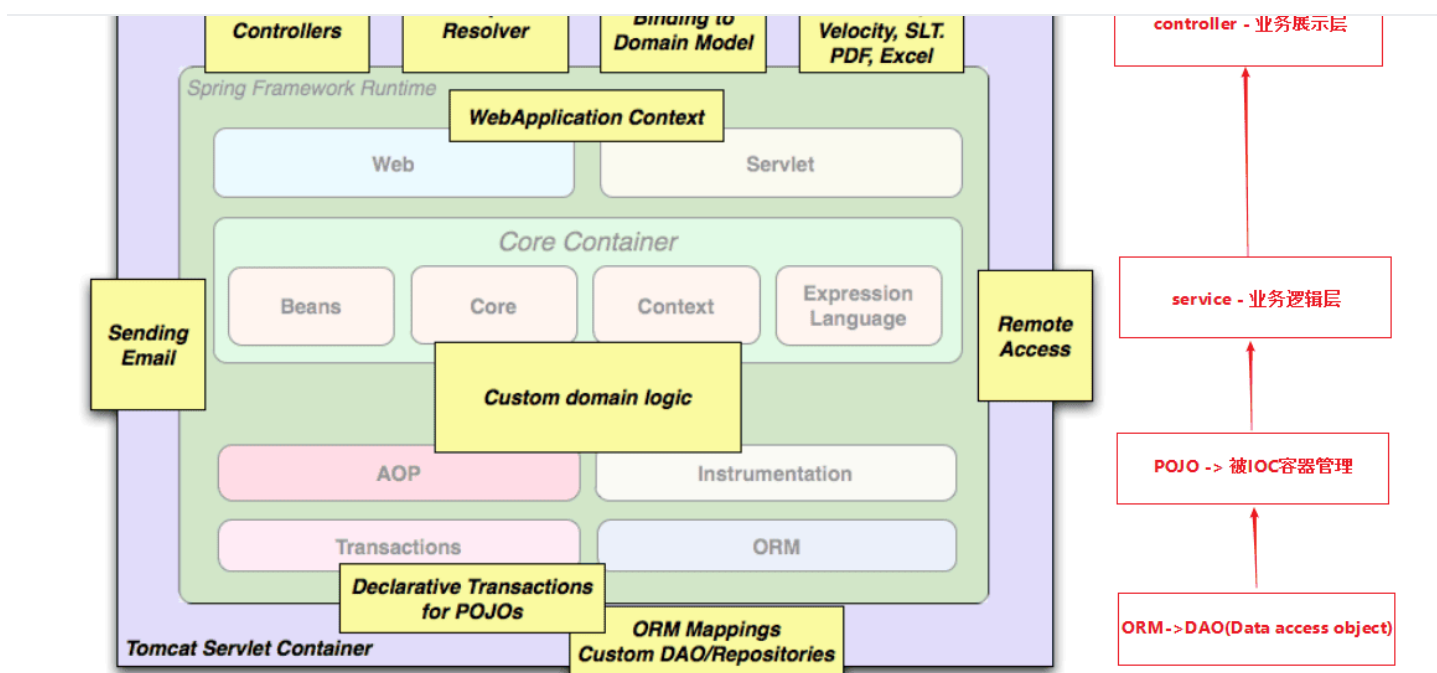 Controllers
Resolver
Binding to
Domain Model
Velocity, SLT.
PDF, Excel
controller - 业务展示层
Spring Framework Runtime
WebApplication Context
Web
Servlet
Core Container
Beans
Core
Context
Expression
Language
Sending
Email
Remote
Access
service - 业务逻辑层
Custom domain logic
AOP
Instrumentation
POJO -> 被IOC容器管理
Transactions
ORM
Declarative Transactions
for POJOs
ORM Mappings
Custom DAO/Repositories
Tomcat Servlet Container
ORM->DAO(Data access object)